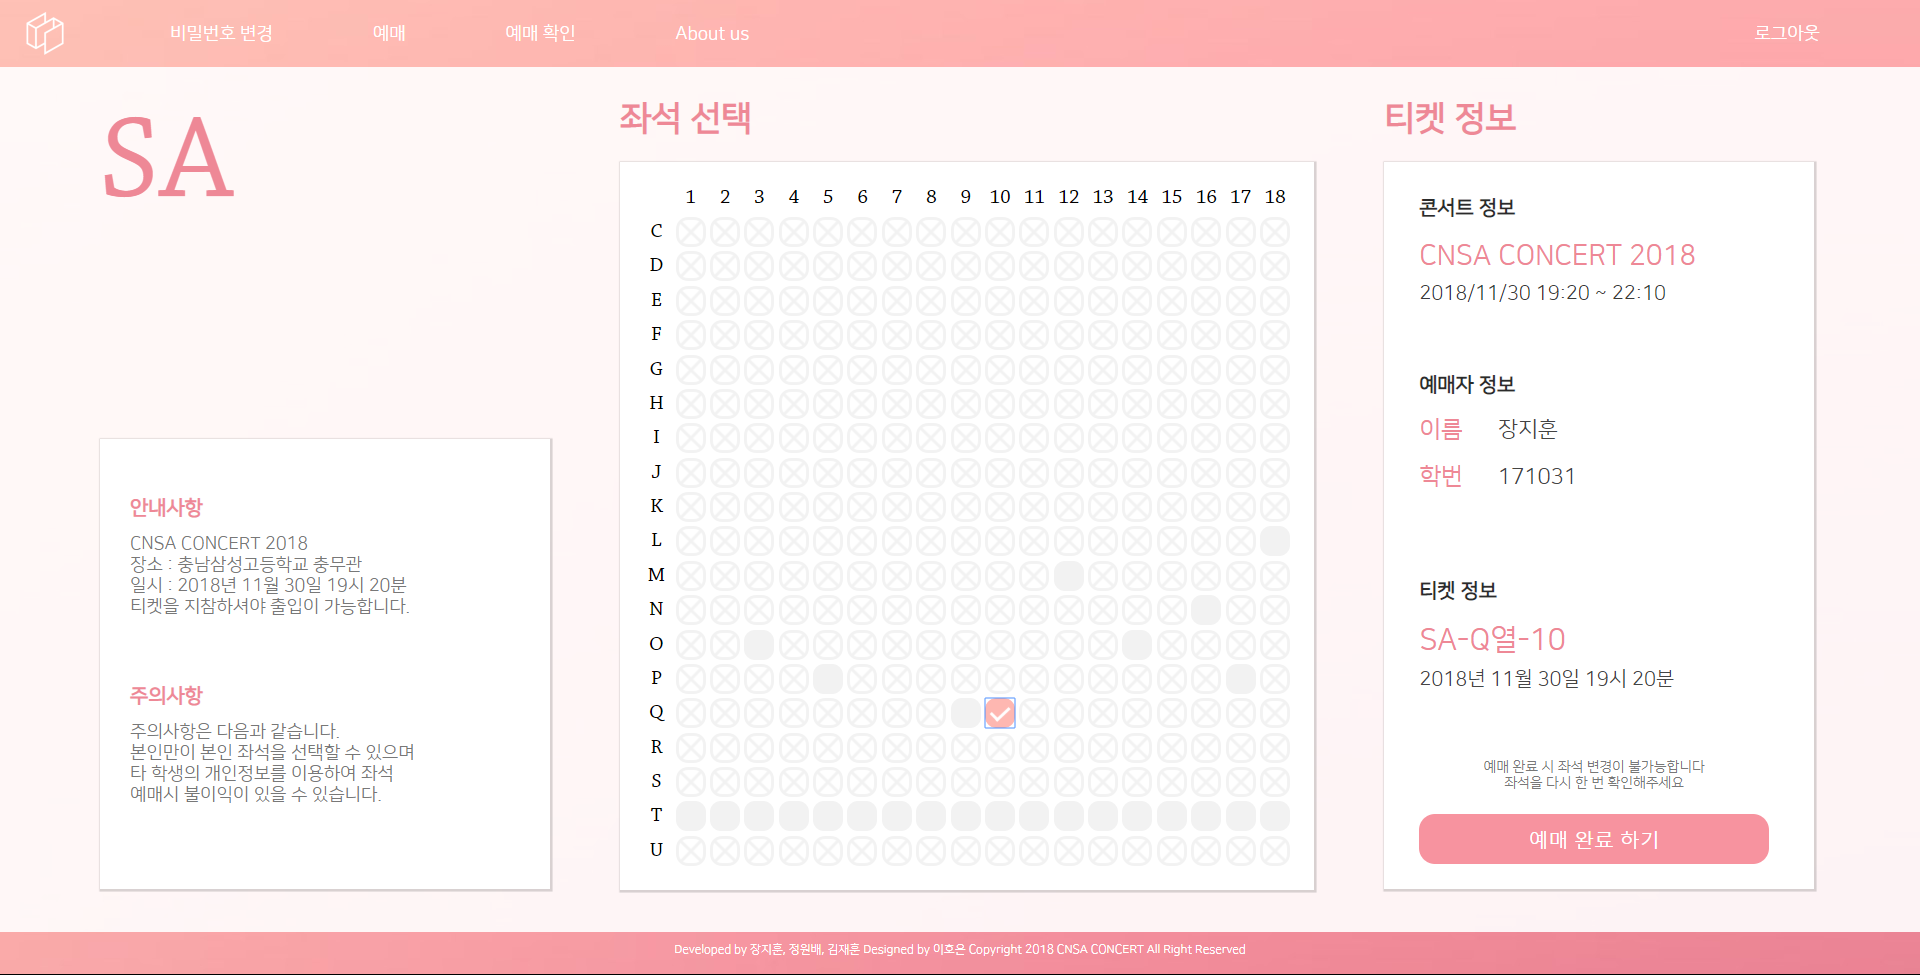 비밀번호 변경 예매 예매 확인 About us 로그아웃
SA
안내사항
CNSA CONCERT 2018
장소 : 충남삼성고등학교 충무관
일시 : 2018년 11월 30일 19시 20분
티켓을 지참하셔야 출입이 가능합니다.
주의사항
주의사항은 다음과 같습니다.
본인만이 본인 좌석을 선택할 수 있으며
타 학생의 개인정보를 이용하여 좌석
예매시 불이익이 있을 수 있습니다.
좌석 선택
1 2 3 4 5 6 7 8 9 10 11 12 13 14 15 16 17 18
C
D
E
F
G
H
I
J
K
L
M
N
O
P
Q
R
S
T
U
티켓 정보
콘서트 정보
CNSA CONCERT 2018
2018/11/30 19:20 ~ 22:10
예매자 정보
이름 장지훈
학번 171031
티켓 정보
SA-Q열-10
2018년 11월 30일 19시 20분
예매 완료 시 좌석 변경이 불가능합니다
좌석을 다시 한 번 확인해주세요
예매 완료 하기
Developed by 장지훈, 정원배, 김재훈 Designed by 이호은 Copyright 2018 CNSA CONCERT All Right Reserved